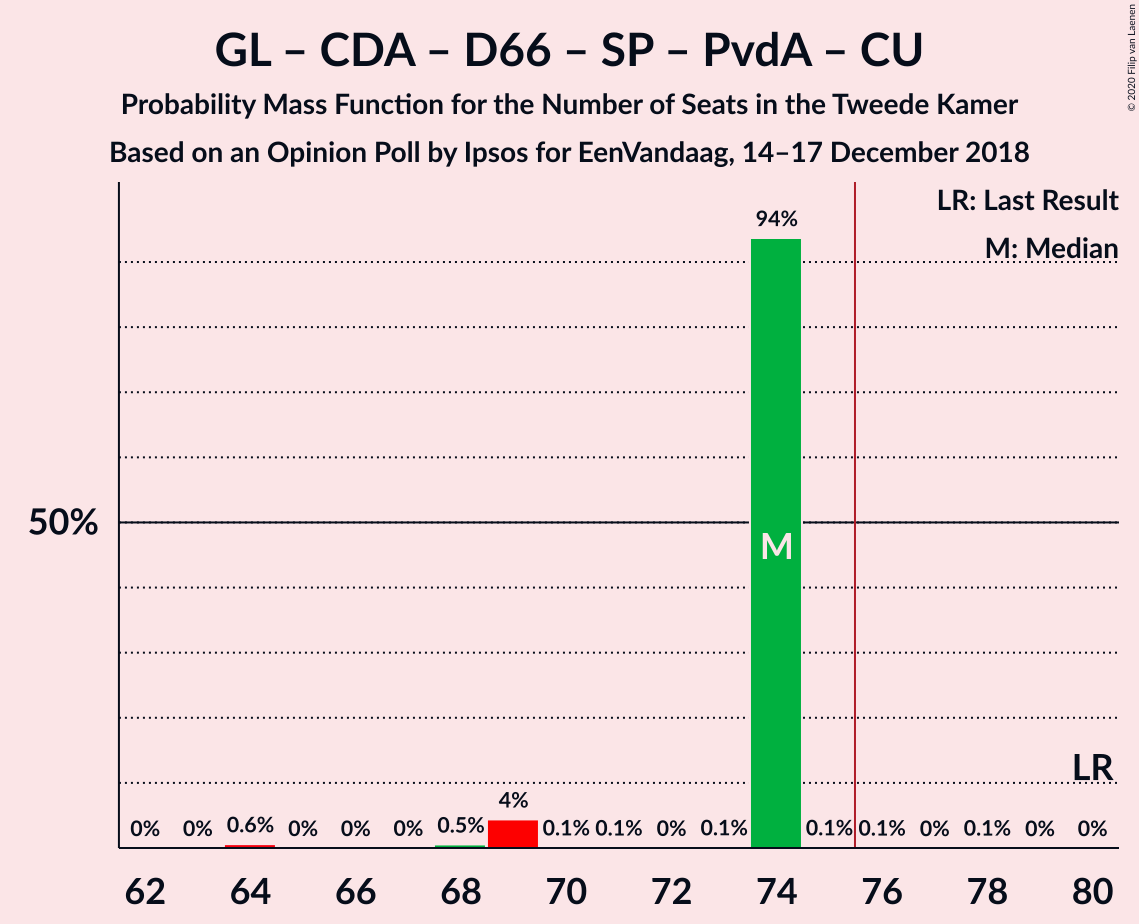 GL – CDA – D66 – SP – PvdA – CU
Probability Mass Function for the Number of Seats in the Tweede Kamer
Based on an Opinion Poll by Ipsos for EenVandaag, 14–17 December 2018
© 2020 Filip van Laenen
LR: Last Result
M: Median
94%
50%
M
LR
0% 0% 0.6% 0% 0% 0% 0.5% 4% 0.1% 0.1% 0% 0.1% 0.1% 0.1% 0% 0.1% 0% 0%
62 64 66 68 70 72 74 76 78 80